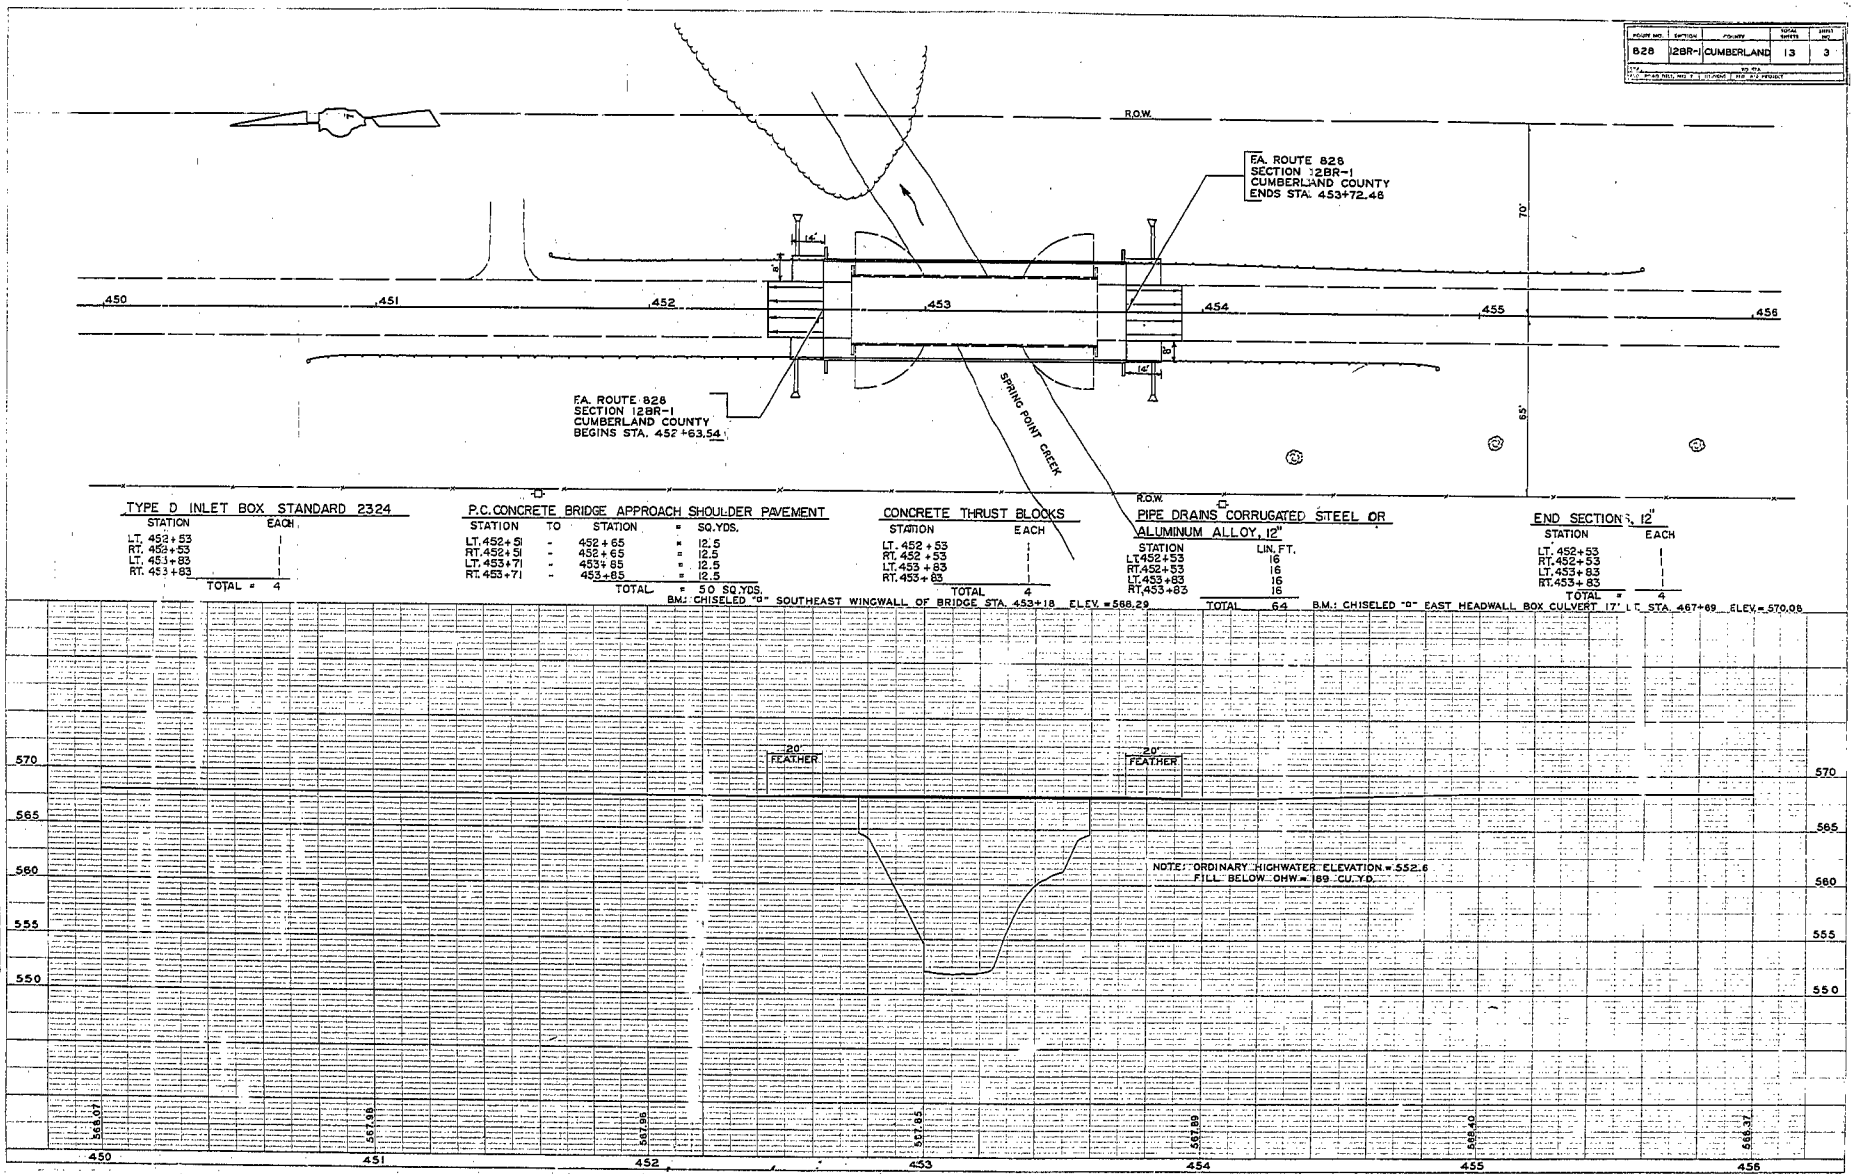 ROUTE NO. SECTION COUNTY TOTAL SHEETS SHEET NO.
828 12BR-1 CUMBERLAND 13 3
R.O.W.
F.A. ROUTE 828
SECTION 12BR-1
CUMBERLAND COUNTY
ENDS STA. 453+72.46
70'
14'
8'
450 451 452 453 454 455 456
8'
14'
65'
SPRING POINT CREEK
F.A. ROUTE 828
SECTION 12BR-1
CUMBERLAND COUNTY
BEGINS STA. 452+63.54
R.O.W.
TYPE D INLET BOX STANDARD 2324
STATION EACH
LT. 452+53 1
RT. 452+53 1
LT. 453+83 1
RT. 453+83 1
TOTAL = 4
P.C. CONCRETE BRIDGE APPROACH SHOULDER PAVEMENT
STATION TO STATION = SQ.YDS.
LT. 452+51 - 452+65 = 12.5
RT. 452+51 - 452+65 = 12.5
LT. 453+71 - 453+85 = 12.5
RT. 453+71 - 453+85 = 12.5
TOTAL = 50 SQ.YDS.
CONCRETE THRUST BLOCKS
STATION EACH
LT. 452+53 1
RT. 452+53 1
LT. 453+83 1
RT. 453+83 1
TOTAL 4
PIPE DRAINS CORRUGATED STEEL OR
ALUMINUM ALLOY, 12"
STATION LIN. FT.
LT. 452+53 16
RT. 452+53 16
LT. 453+83 16
RT. 453+83 16
TOTAL 64
END SECTIONS, 12"
STATION EACH
LT. 452+53 1
RT. 452+53 1
LT. 453+83 1
RT. 453+83 1
TOTAL = 4
B.M.: CHISELED "□" SOUTHEAST WINGWALL OF BRIDGE STA. 453+18 ELEV. = 568.29
B.M.: CHISELED "□" EAST HEADWALL BOX CULVERT 17' LT. STA. 467+69 ELEV. = 570.08
20' FEATHER
20' FEATHER
570 570
565 565
560 560
555 555
550 550
NOTE: ORDINARY HIGHWATER ELEVATION = 552.6
FILL BELOW OHW = 189 CU. YD.
568.07 567.98 567.96 567.85 567.89 568.40 568.37
450 451 452 453 454 455 456